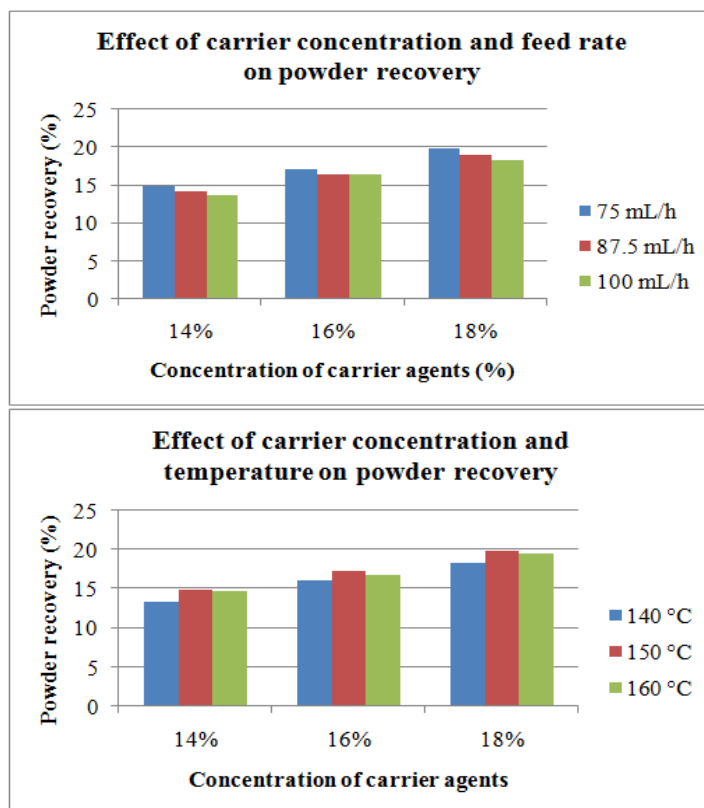 Effect of carrier concentration and feed rate
on powder recovery
Powder recovery (%)
25
20
15
10
5
0
14%
16%
18%
Concentration of carrier agents (%)
75 mL/h
87.5 mL/h
100 mL/h
Effect of carrier concentration and
temperature on powder recovery
Powder recovery (%)
25
20
15
10
5
0
14%
16%
18%
Concentration of carrier agents
140 °C
150 °C
160 °C